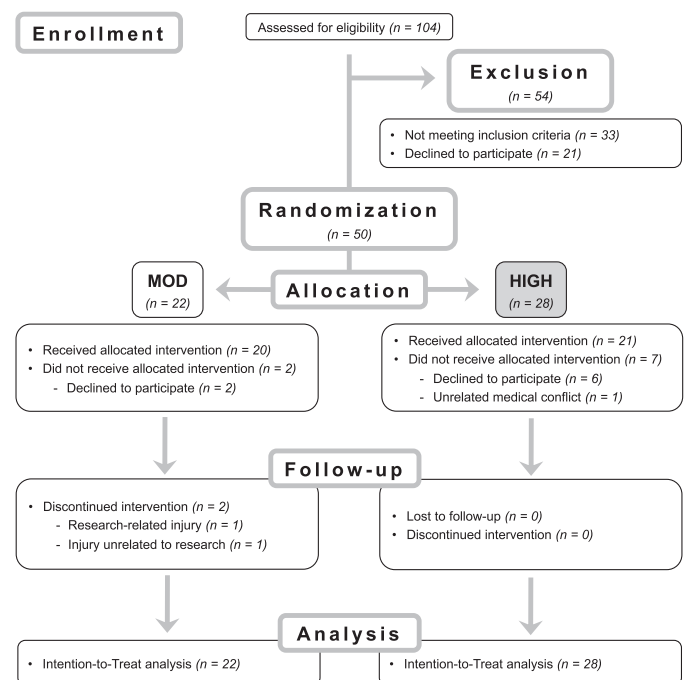 Enrollment
Assessed for eligibility (n = 104)
Exclusion
(n = 54)
• Not meeting inclusion criteria (n = 33)
• Declined to participate (n = 21)
Randomization
(n = 50)
Allocation
MOD
(n = 22)
HIGH
(n = 28)
• Received allocated intervention (n = 20)
• Did not receive allocated intervention (n = 2)
- Declined to participate (n = 2)
• Received allocated intervention (n = 21)
• Did not receive allocated intervention (n = 7)
- Declined to participate (n = 6)
- Unrelated medical conflict (n = 1)
Follow-up
• Discontinued intervention (n = 2)
- Research-related injury (n = 1)
- Injury unrelated to research (n = 1)
• Lost to follow-up (n = 0)
• Discontinued intervention (n = 0)
Analysis
• Intention-to-Treat analysis (n = 22)
• Intention-to-Treat analysis (n = 28)